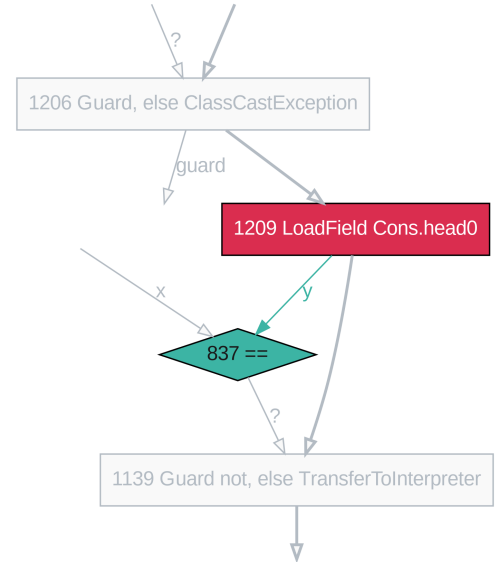 ?
1206 Guard, else ClassCastException
guard
1209 LoadField Cons.head0
x
y
837 ==
?
1139 Guard not, else TransferToInterpreter